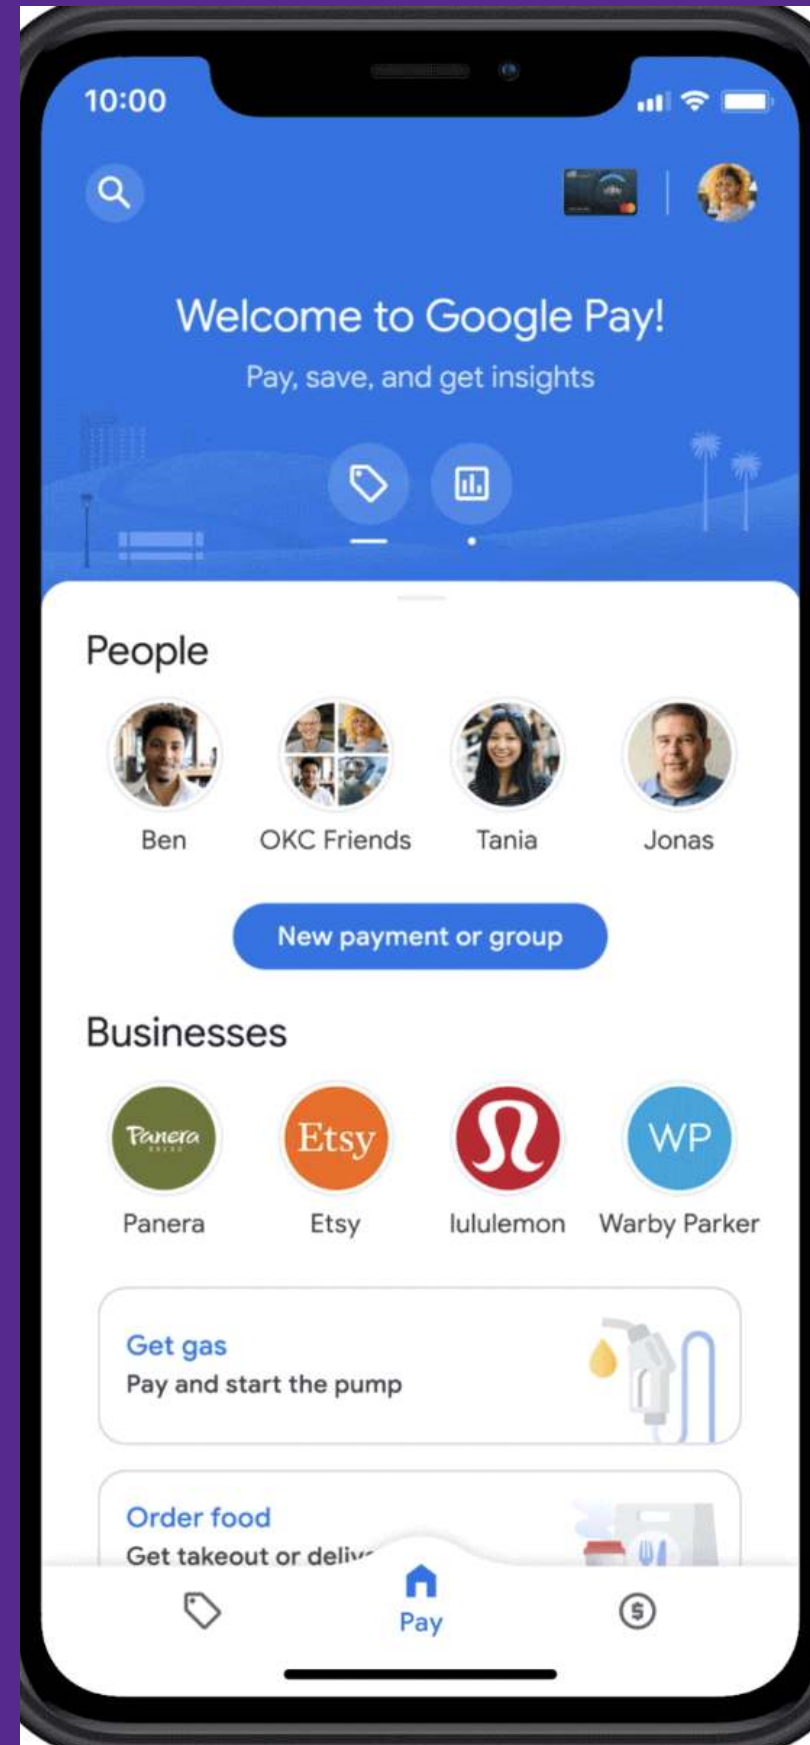 10:00
Welcome to Google Pay!
Pay, save, and get insights
People
Ben
OKC Friends
Tania
Jonas
New payment or group
Businesses
Panera
BREAD
Etsy
WP
Panera
Etsy
lululemon
Warby Parker
Get gas
Pay and start the pump
Order food
Get takeout or deliv
Pay